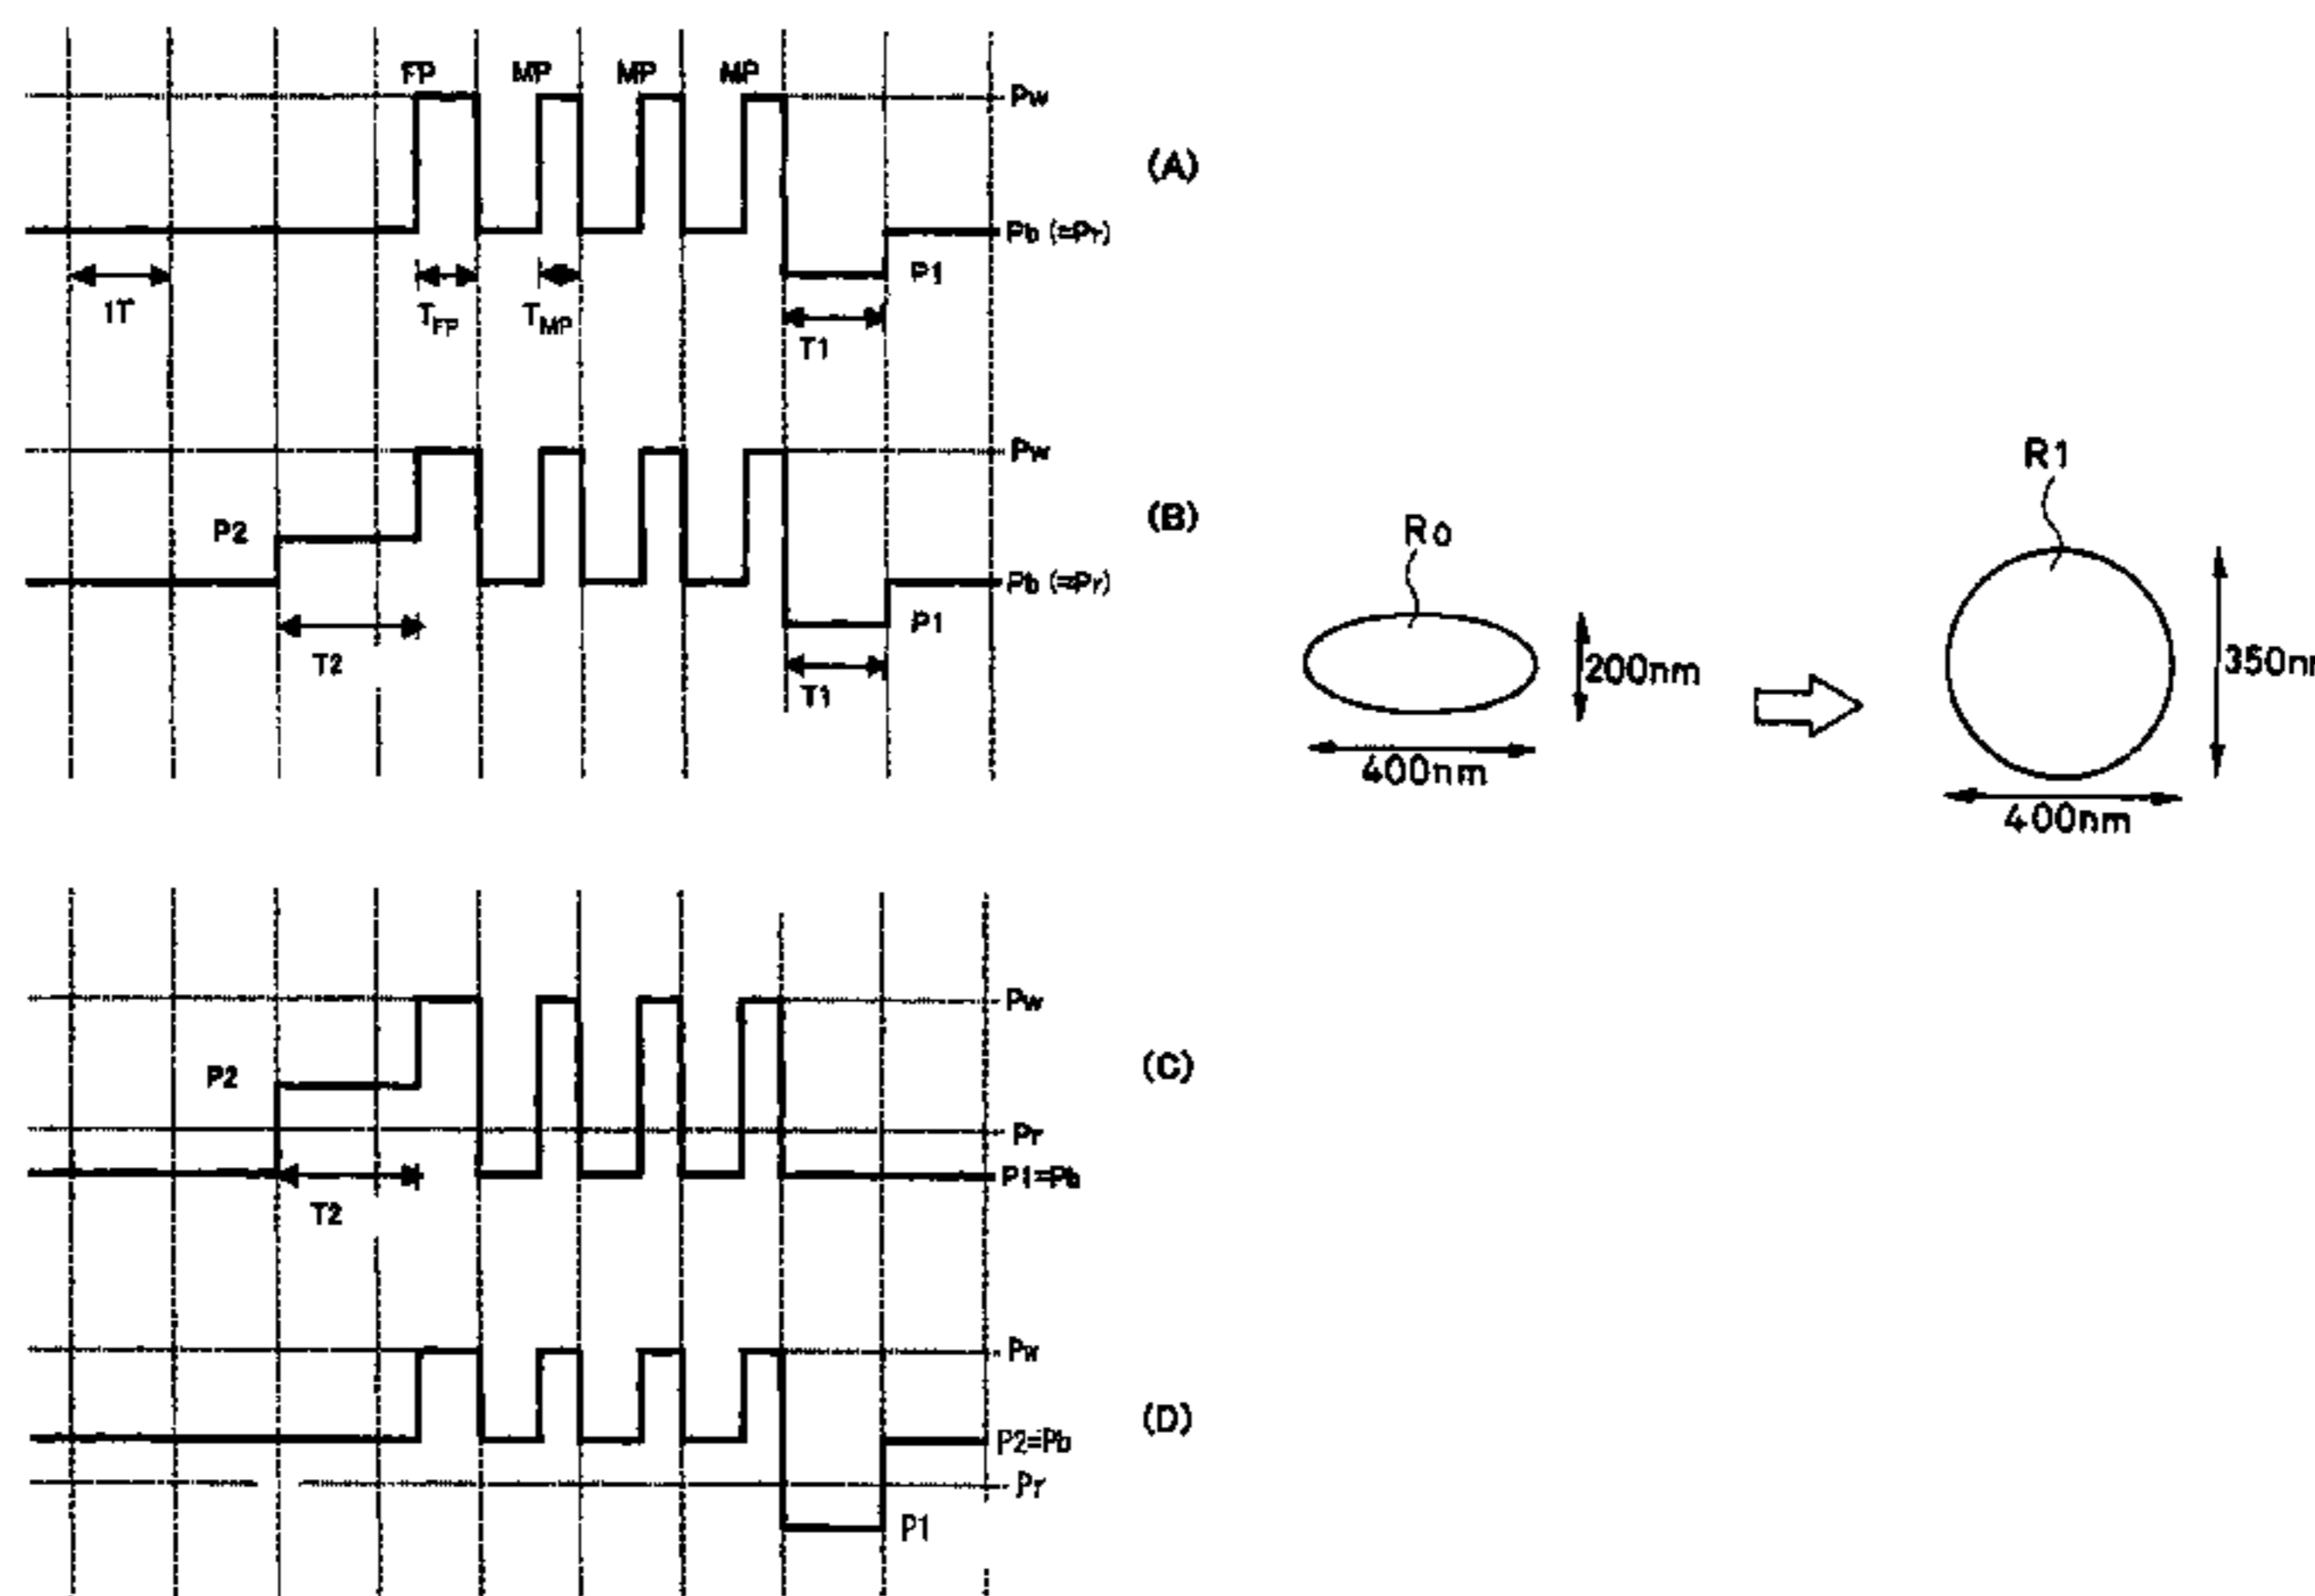 FP MP MP MP
Pw
(A)
Pb (=Pr)
P1
1T
TFP
TMP
T1
Pw
(B)
P2
Pb (=Pr)
P1
T2
T1
Ro
200nm
400nm
R1
350n
400nm
Pw
(C)
P2
Pr
P1=Pb
T2
Pw
(D)
P2=Pb
Pr
P1